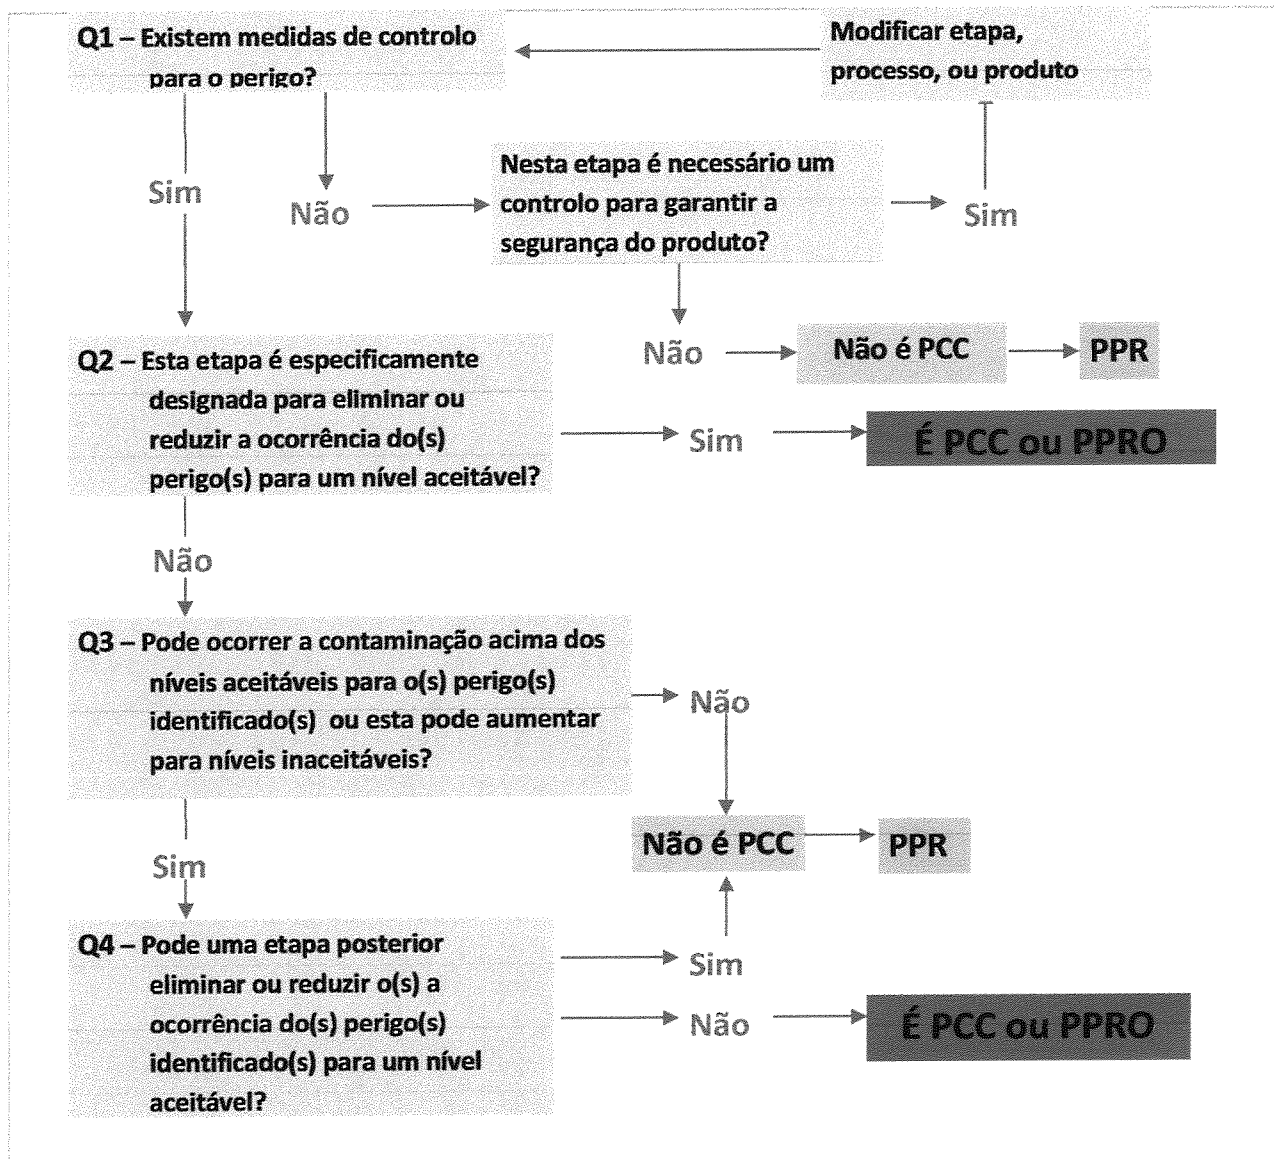 Q1 – Existem medidas de controlo
para o perigo?
Modificar etapa,
processo, ou produto
Sim
Não
Nesta etapa é necessário um
controlo para garantir a
segurança do produto?
Sim
Não
Não é PCC
PPR
Q2 – Esta etapa é especificamente
designada para eliminar ou
reduzir a ocorrência do(s)
perigo(s) para um nível aceitável?
Sim
É PCC ou PPRO
Não
Q3 – Pode ocorrer a contaminação acima dos
níveis aceitáveis para o(s) perigo(s)
identificado(s) ou esta pode aumentar
para níveis inaceitáveis?
Não
Não é PCC
PPR
Sim
Q4 – Pode uma etapa posterior
eliminar ou reduzir o(s) a
ocorrência do(s) perigo(s)
identificado(s) para um nível
aceitável?
Sim
Não
É PCC ou PPRO